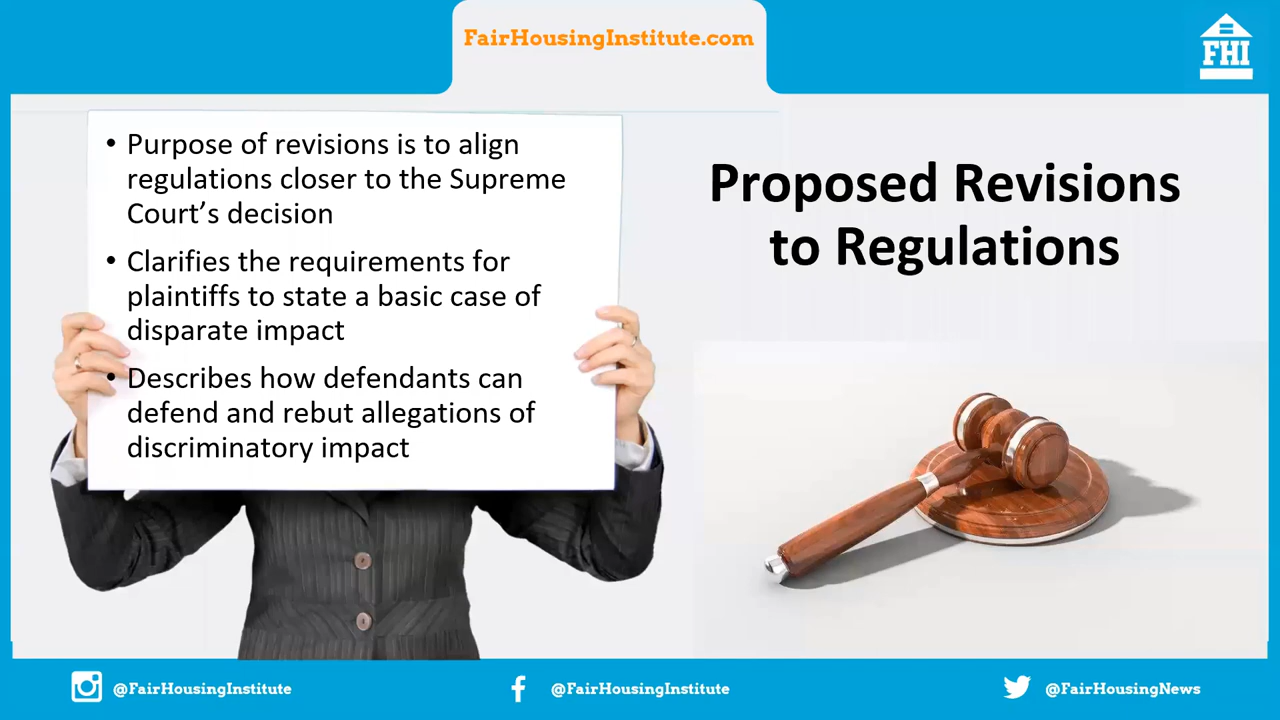 FairHousingInstitute.com
FHI
• Purpose of revisions is to align
regulations closer to the Supreme
Court's decision
• Clarifies the requirements for
plaintiffs to state a basic case of
disparate impact
• Describes how defendants can
defend and rebut allegations of
discriminatory impact
Proposed Revisions
to Regulations
@FairHousingInstitute
@FairHousingInstitute
@FairHousingNews